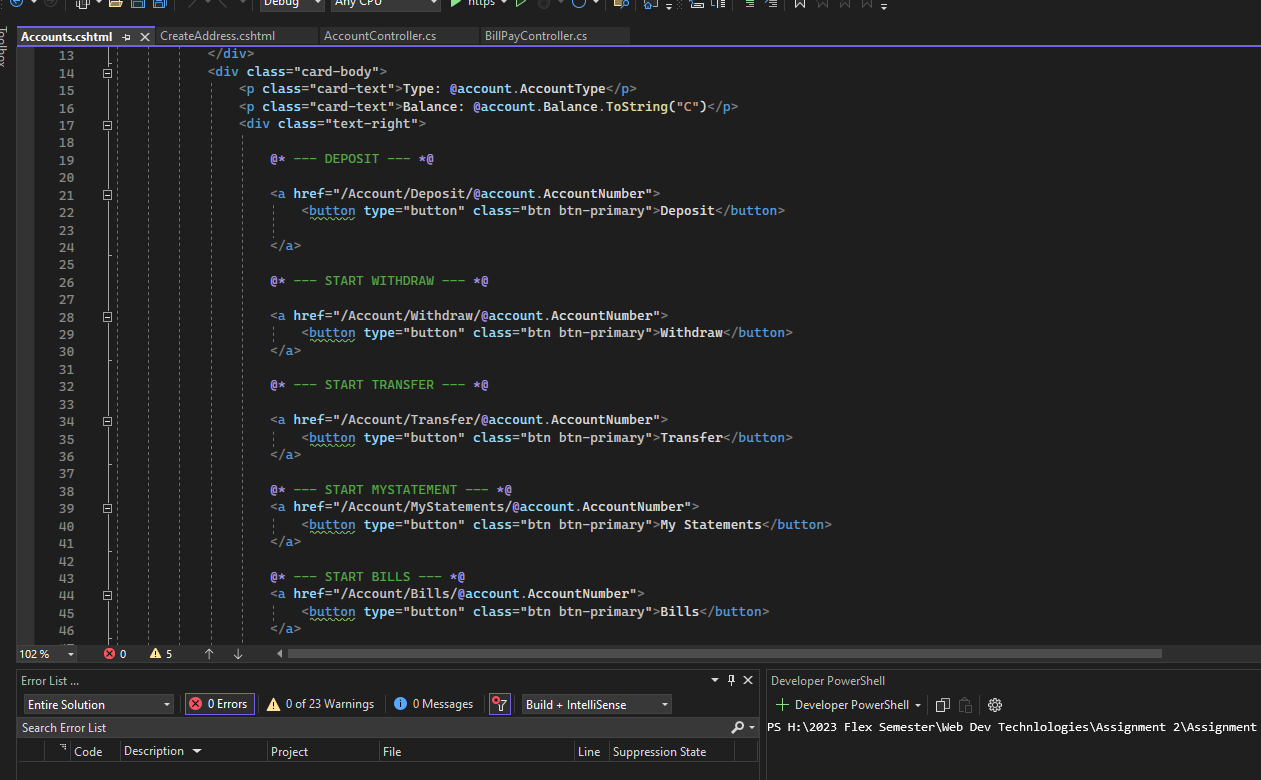 Debug Any CPU https
Toolbox
Accounts.cshtml CreateAddress.cshtml AccountController.cs BillPayController.cs
13 </div>
14 <div class="card-body">
15 <p class="card-text">Type: @account.AccountType</p>
16 <p class="card-text">Balance: @account.Balance.ToString("C")</p>
17 <div class="text-right">
18
19 @* --- DEPOSIT --- *@
20
21 <a href="/Account/Deposit/@account.AccountNumber">
22 <button type="button" class="btn btn-primary">Deposit</button>
23
24 </a>
25
26 @* --- START WITHDRAW --- *@
27
28 <a href="/Account/Withdraw/@account.AccountNumber">
29 <button type="button" class="btn btn-primary">Withdraw</button>
30 </a>
31
32 @* --- START TRANSFER --- *@
33
34 <a href="/Account/Transfer/@account.AccountNumber">
35 <button type="button" class="btn btn-primary">Transfer</button>
36 </a>
37
38 @* --- START MYSTATEMENT --- *@
39 <a href="/Account/MyStatements/@account.AccountNumber">
40 <button type="button" class="btn btn-primary">My Statements</button>
41 </a>
42
43 @* --- START BILLS --- *@
44 <a href="/Account/Bills/@account.AccountNumber">
45 <button type="button" class="btn btn-primary">Bills</button>
46 </a>
102 % 0 5
Error List ...
Entire Solution 0 Errors 0 of 23 Warnings 0 Messages Build + IntelliSense
Search Error List
Code Description Project File Line Suppression State
Developer PowerShell
Developer PowerShell
PS H:\2023 Flex Semester\Web Dev Technlologies\Assignment 2\Assignment